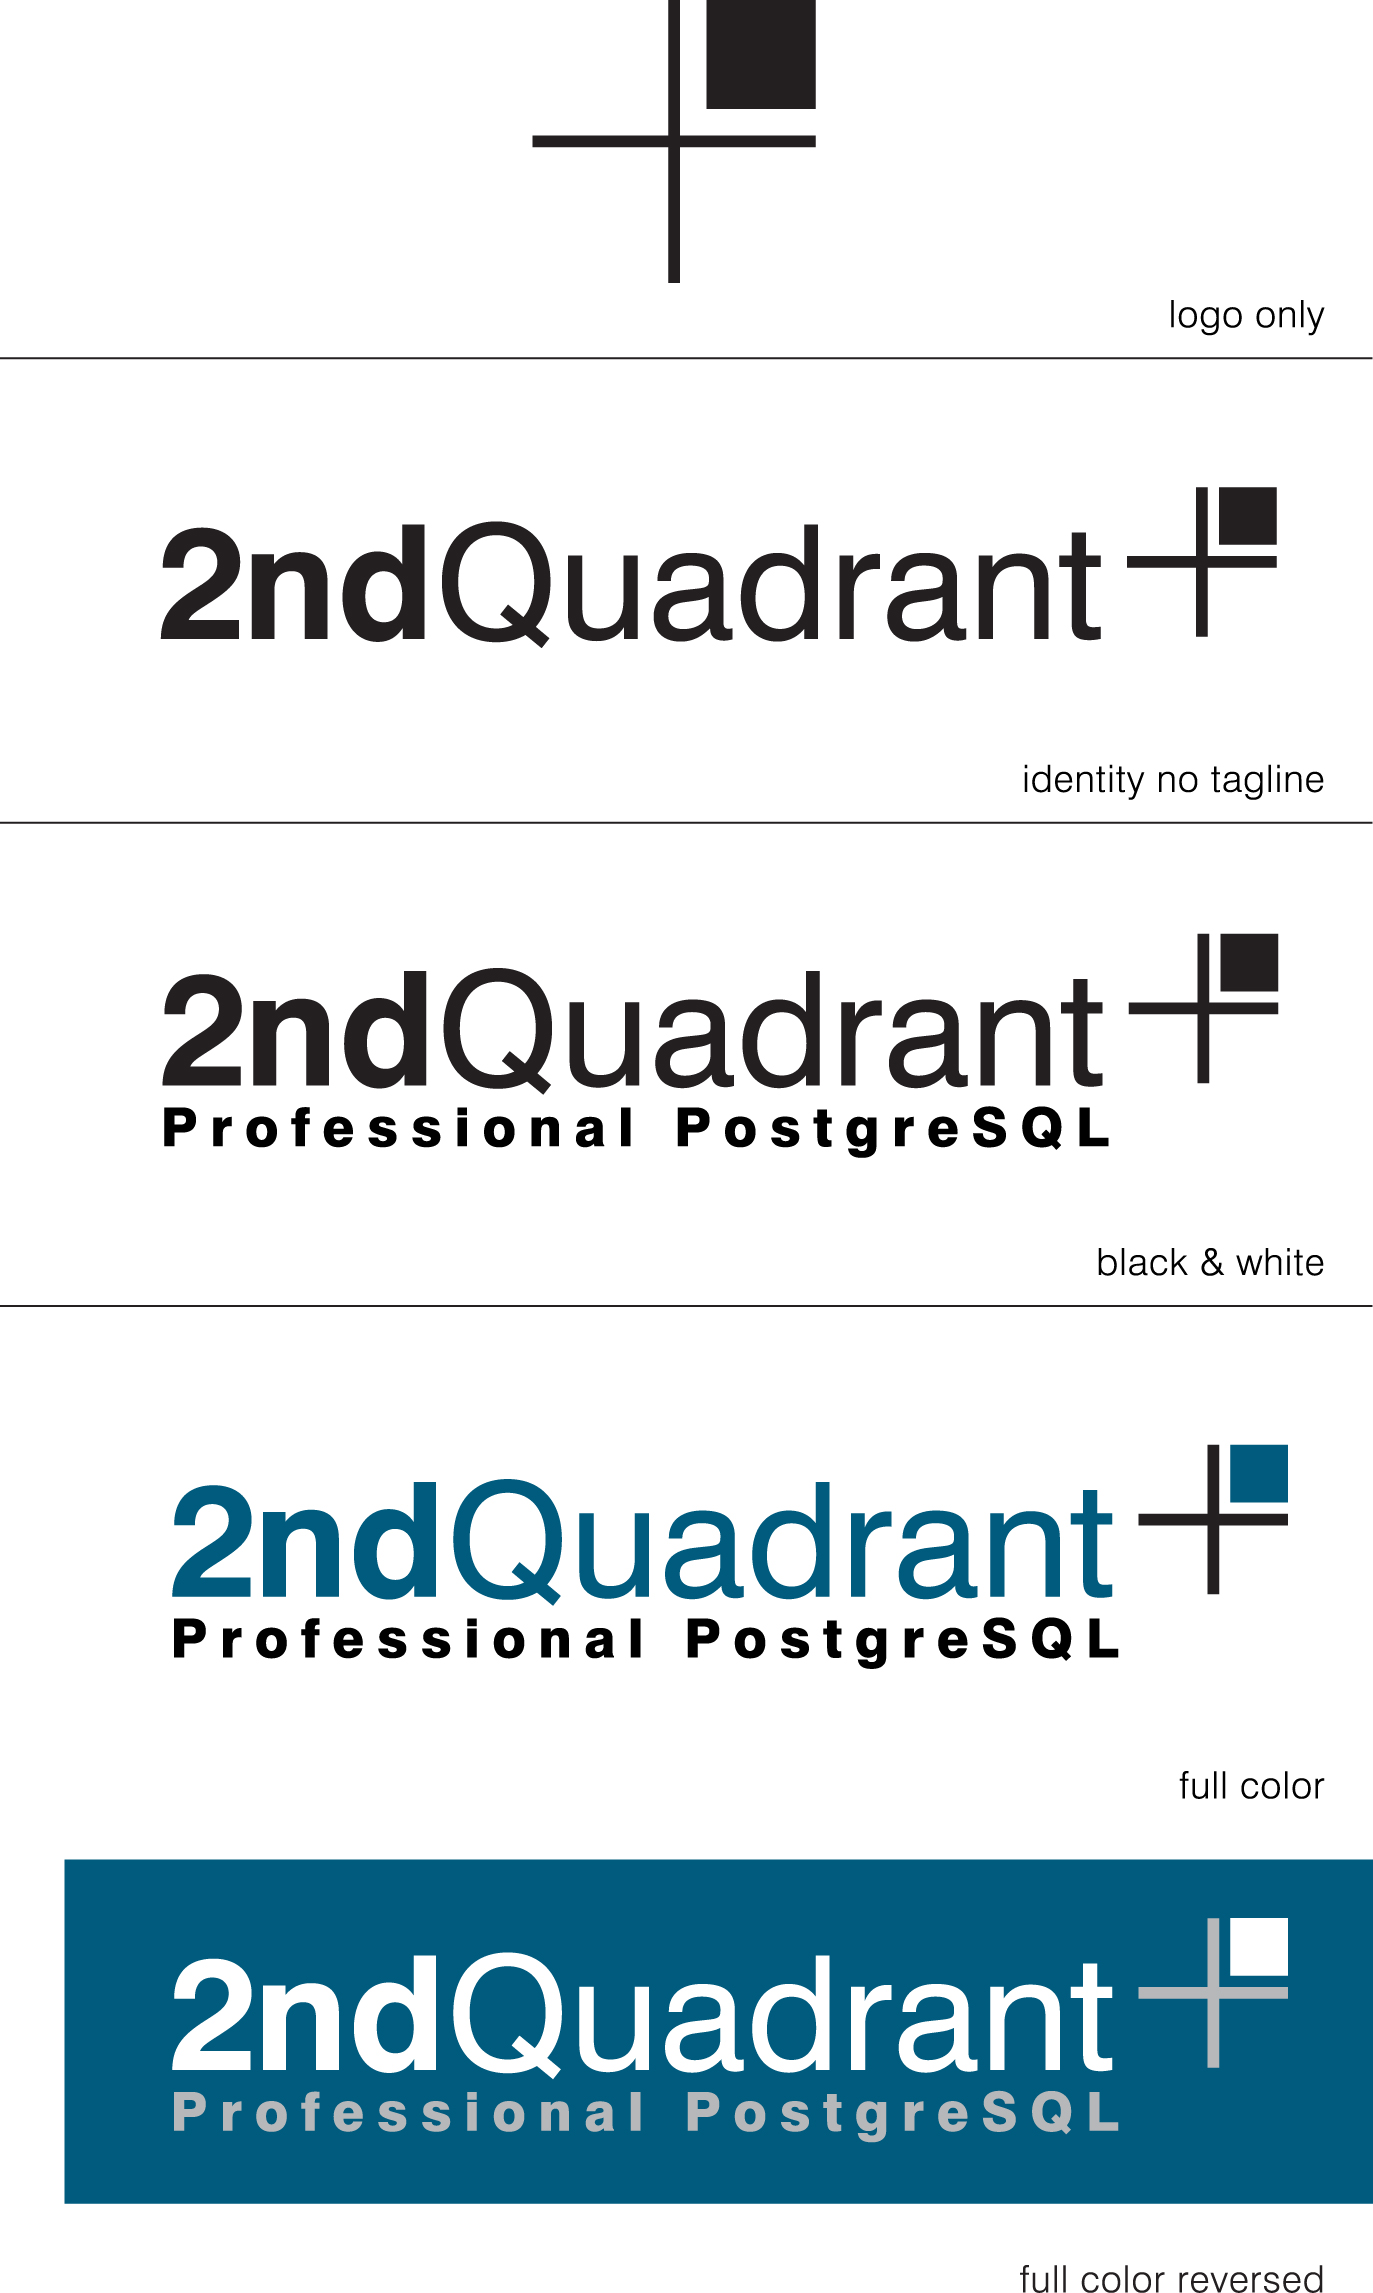 logo only
2ndQuadrant
identity no tagline
2ndQuadrant
Professional PostgreSQL
black & white
2ndQuadrant
Professional PostgreSQL
full color
2ndQuadrant
Professional PostgreSQL
full color reversed